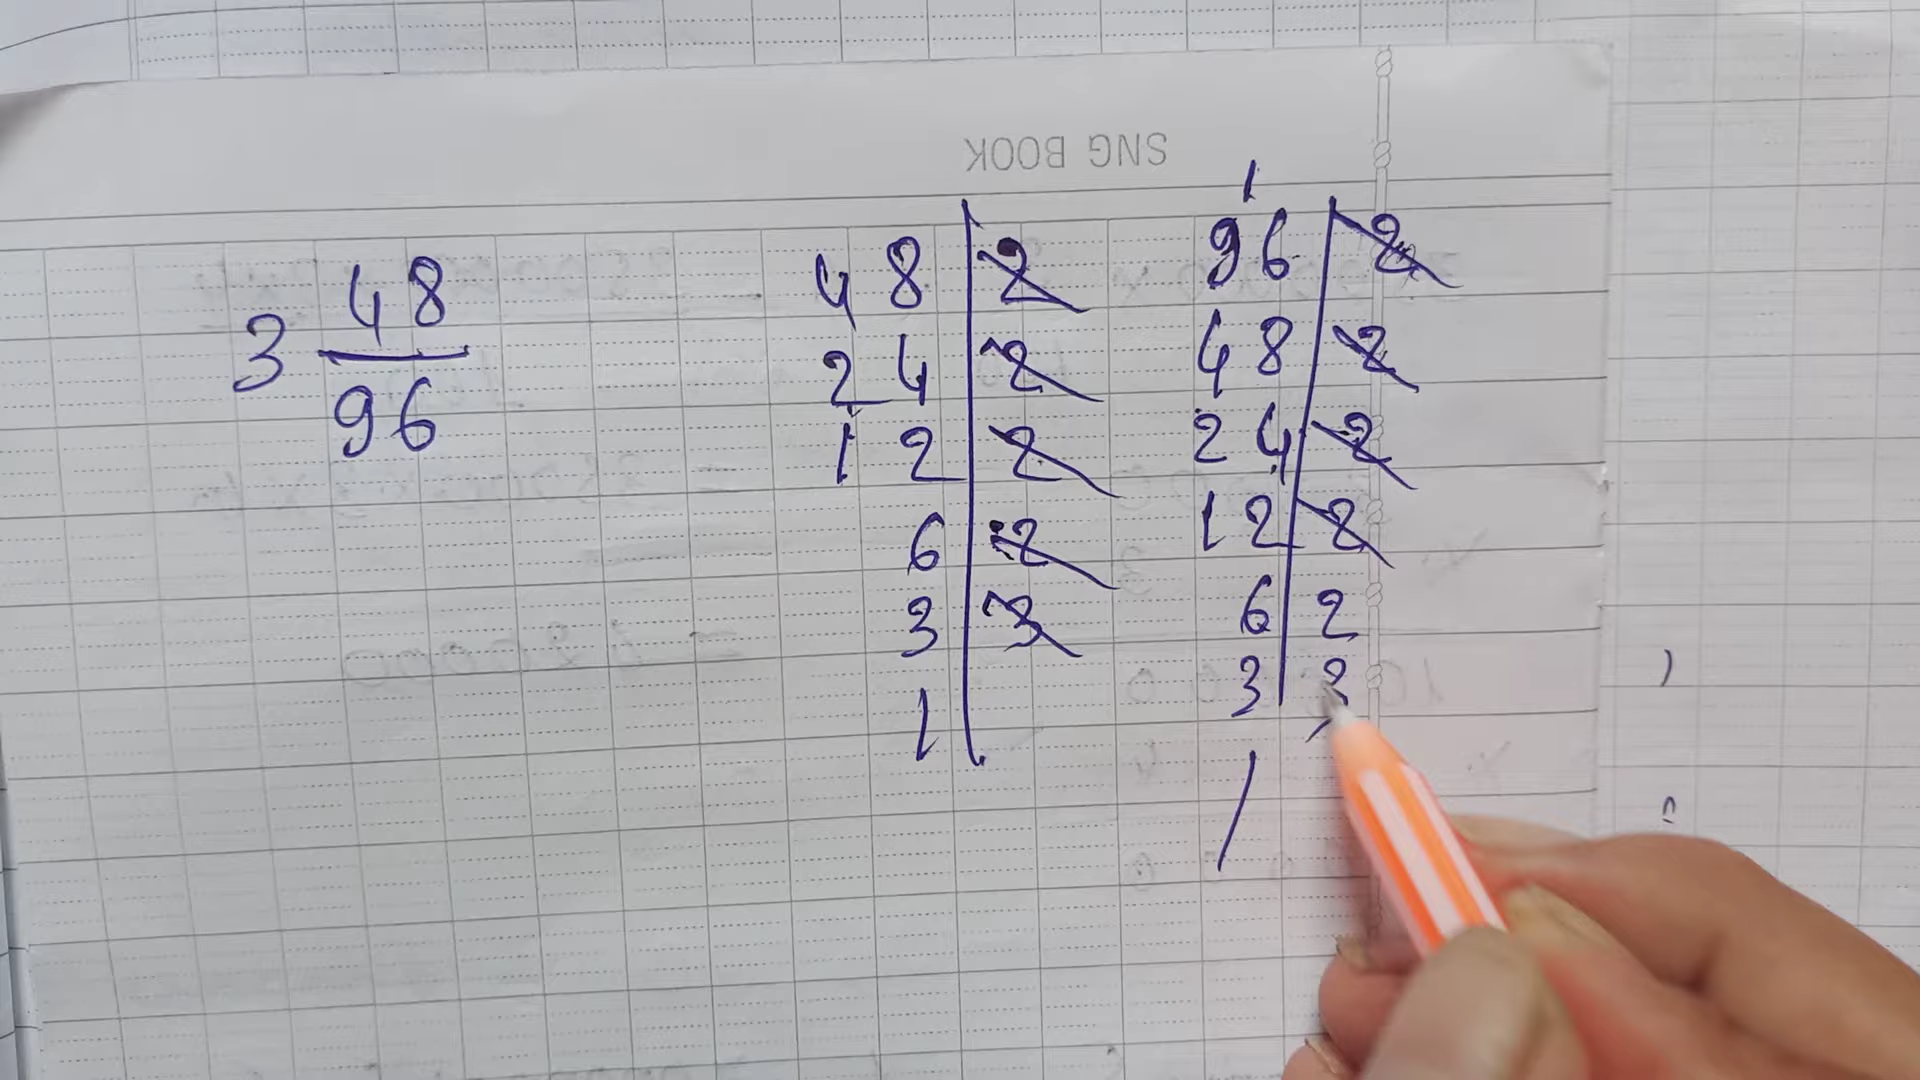 SNG BOOK
3 48/96
48 | 2
24 | 2
12 | 2
6 | 2
3 | 3
1
1
96 | 2
48 | 2
24 | 2
12 | 2
6 | 2
3 | 3
1